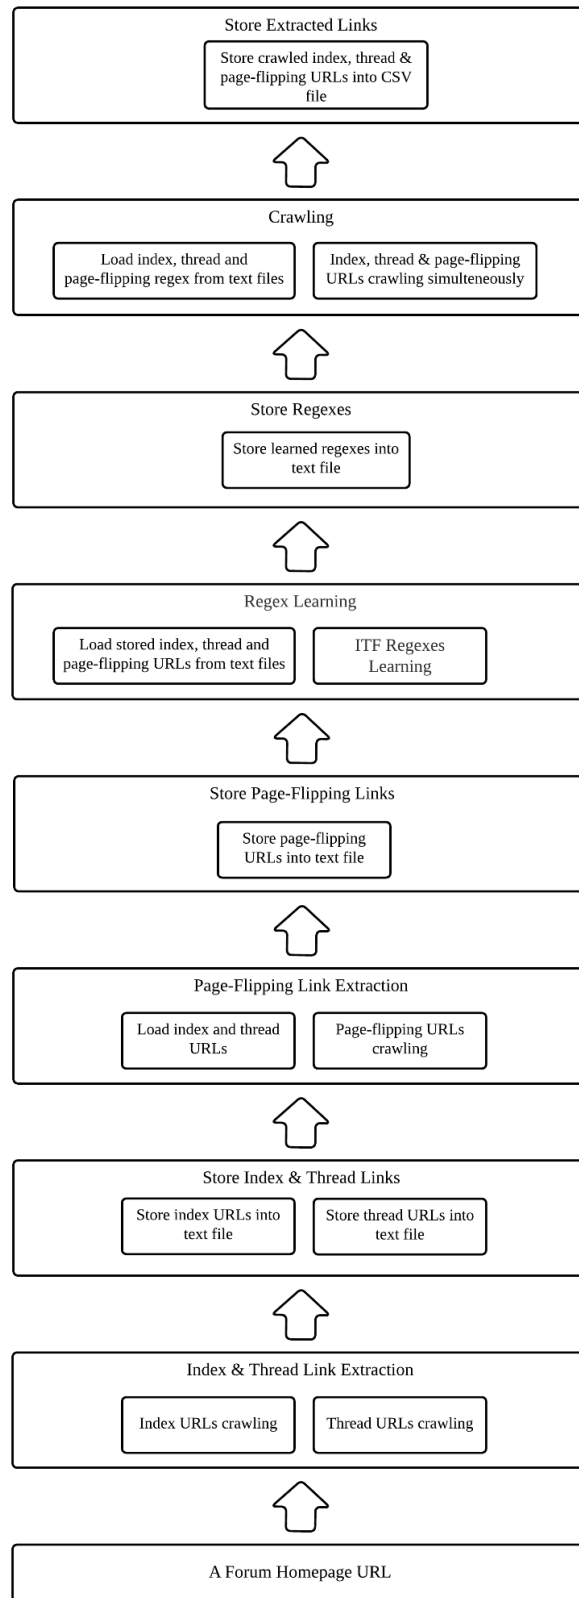 Store Extracted Links
Store crawled index, thread &
page-flipping URLs into CSV
file
Crawling
Load index, thread and
page-flipping regex from text files
Index, thread & page-flipping
URLs crawling simulteneously
Store Regexes
Store learned regexes into
text file
Regex Learning
Load stored index, thread and
page-flipping URLs from text files
ITF Regexes
Learning
Store Page-Flipping Links
Store page-flipping
URLs into text file
Page-Flipping Link Extraction
Load index and thread
URLs
Page-flipping URLs
crawling
Store Index & Thread Links
Store index URLs into
text file
Store thread URLs into
text file
Index & Thread Link Extraction
Index URLs crawling
Thread URLs crawling
A Forum Homepage URL